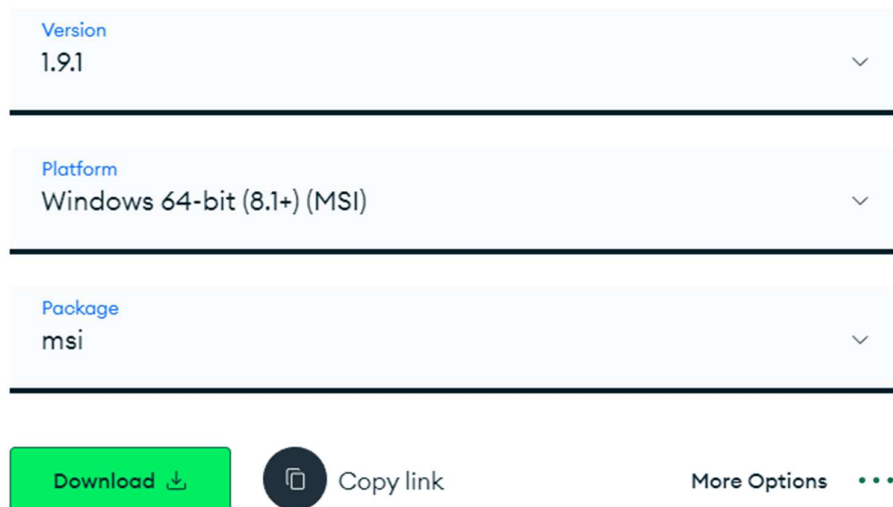 Version
1.9.1
Platform
Windows 64-bit (8.1+) (MSI)
Package
msi
Download
Copy link
More Options